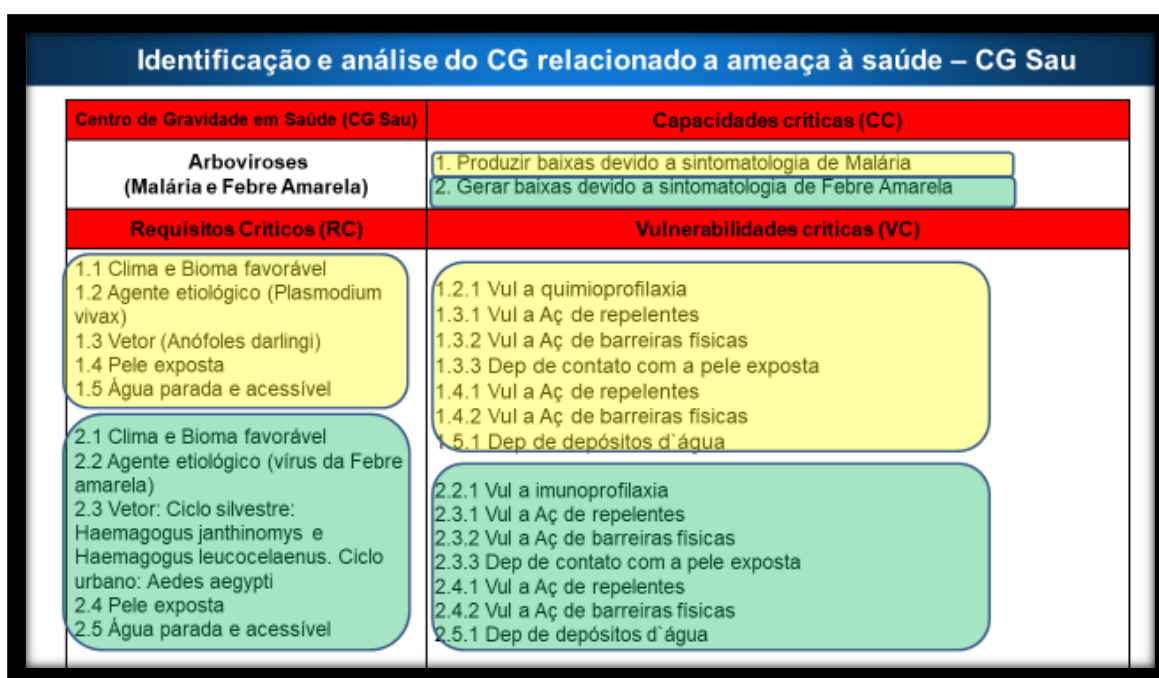 Identificação e análise do CG relacionado a ameaça à saúde – CG Sau
Centro de Gravidade em Saúde (CG Sau)
Capacidades críticas (CC)
Arboviroses
(Malária e Febre Amarela)
1. Produzir baixas devido a sintomatologia de Malária
2. Gerar baixas devido a sintomatologia de Febre Amarela
Requisitos Críticos (RC)
Vulnerabilidades críticas (VC)
1.1 Clima e Bioma favorável
1.2 Agente etiológico (Plasmodium
vivax)
1.3 Vetor (Anófoles darlingi)
1.4 Pele exposta
1.5 Água parada e acessível
2.1 Clima e Bioma favorável
2.2 Agente etiológico (vírus da Febre
amarela)
2.3 Vetor: Ciclo silvestre:
Haemagogus janthinomys e
Haemagogus leucocelaenus. Ciclo
urbano: Aedes aegypti
2.4 Pele exposta
2.5 Água parada e acessível
1.2.1 Vul a quimioprofilaxia
1.3.1 Vul a Aç de repelentes
1.3.2 Vul a Aç de barreiras físicas
1.3.3 Dep de contato com a pele exposta
1.4.1 Vul a Aç de repelentes
1.4.2 Vul a Aç de barreiras físicas
1.5.1 Dep de depósitos d`água
2.2.1 Vul a imunoprofilaxia
2.3.1 Vul a Aç de repelentes
2.3.2 Vul a Aç de barreiras físicas
2.3.3 Dep de contato com a pele exposta
2.4.1 Vul a Aç de repelentes
2.4.2 Vul a Aç de barreiras físicas
2.5.1 Dep de depósitos d`água